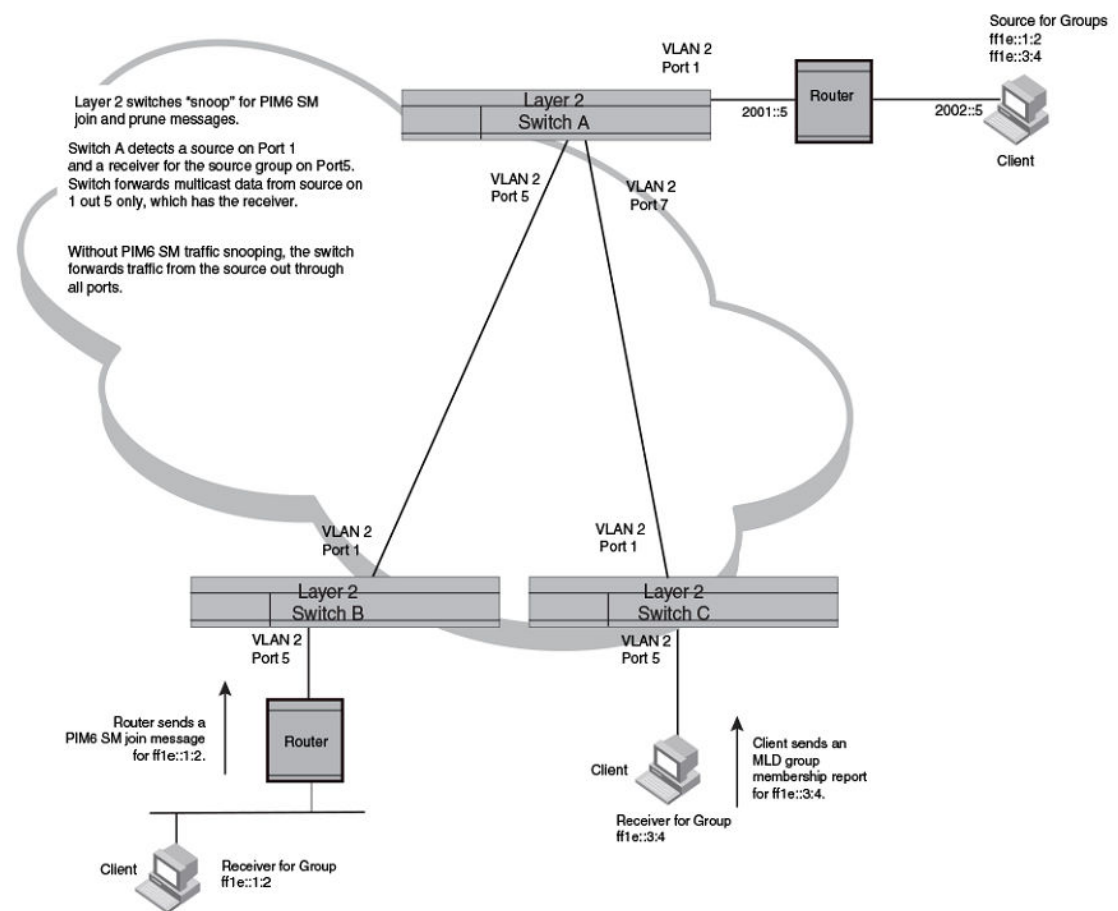 Source for Groups
ff1e::1:2
ff1e::3:4
VLAN 2
Port 1
Layer 2
Switch A
2001::5
Router
2002::5
Client
Layer 2 switches "snoop" for PIM6 SM
join and prune messages.
Switch A detects a source on Port 1
and a receiver for the source group on Port5.
Switch forwards multicast data from source on
1 out 5 only, which has the receiver.
Without PIM6 SM traffic snooping, the switch
forwards traffic from the source out through
all ports.
VLAN 2
Port 5
VLAN 2
Port 7
VLAN 2
Port 1
VLAN 2
Port 1
Layer 2
Switch B
Layer 2
Switch C
VLAN 2
Port 5
VLAN 2
Port 5
Router sends a
PIM6 SM join message
for ff1e::1:2.
Router
Client
Client sends an
MLD group
membership report
for ff1e::3:4.
Receiver for Group
ff1e::3:4
Client
Receiver for Group
ff1e::1:2